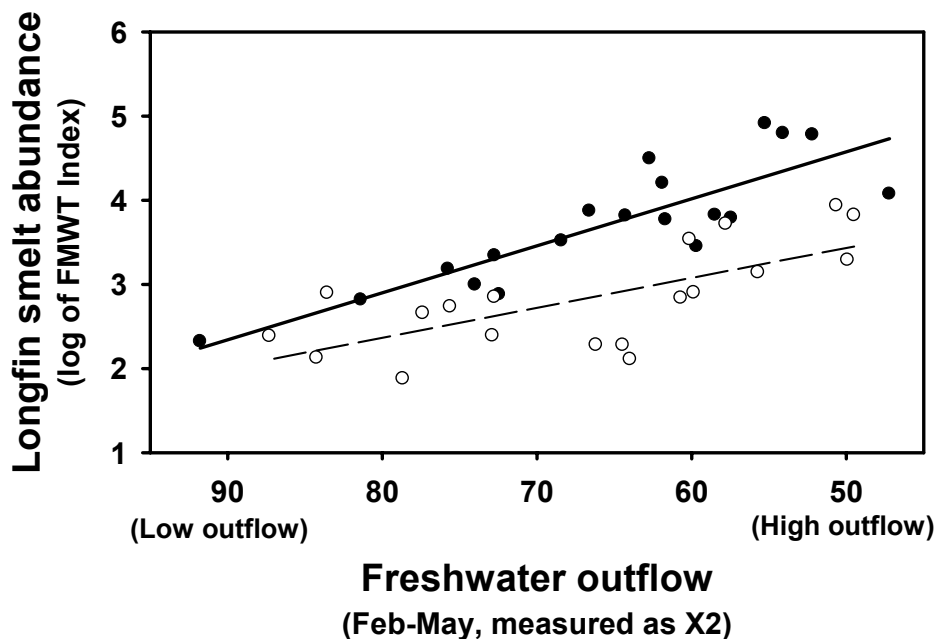 Longfin smelt abundance
(log of FMWT Index)
6
5
4
3
2
1
90
80
70
60
50
(Low outflow)
(High outflow)
Freshwater outflow
(Feb-May, measured as X2)